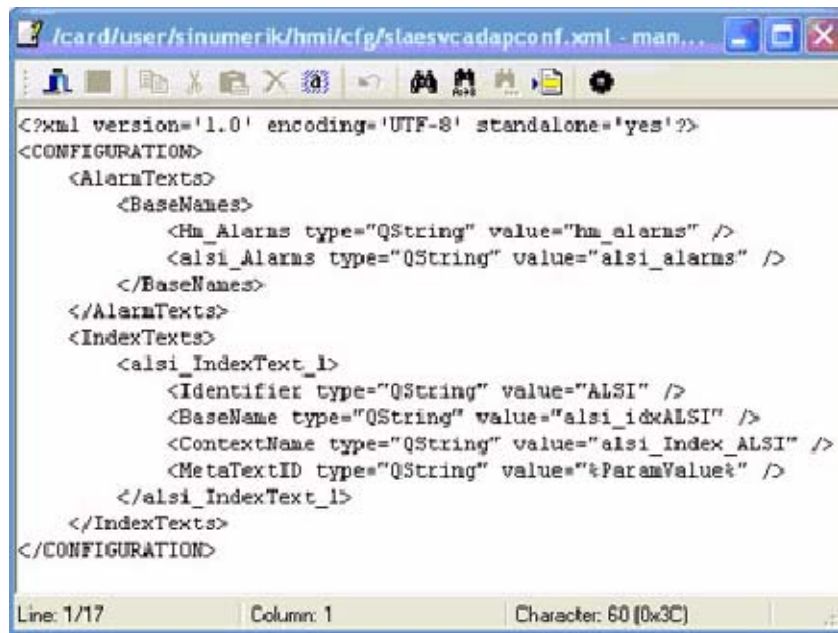 /card/user/sinumerik/hmi/cfg/slaesvcadapconf.xml - man...
<?xml version='1.0' encoding='UTF-8' standalone='yes'?>
<CONFIGURATION>
<AlarmTexts>
<BaseNames>
<Hm_Alarms type="QString" value="hm_alarms" />
<alsi_Alarms type="QString" value="alsi_alarms" />
</BaseNames>
</AlarmTexts>
<IndexTexts>
<alsi_IndexText_1>
<Identifier type="QString" value="ALSI" />
<BaseName type="QString" value="alsi_idxALSI" />
<ContextName type="QString" value="alsi_Index_ALSI" />
<MetaTextID type="QString" value="%ParamValue%" />
</alsi_IndexText_1>
</IndexTexts>
</CONFIGURATION>
Line: 1/17 Column: 1 Character: 60 (0x3C)